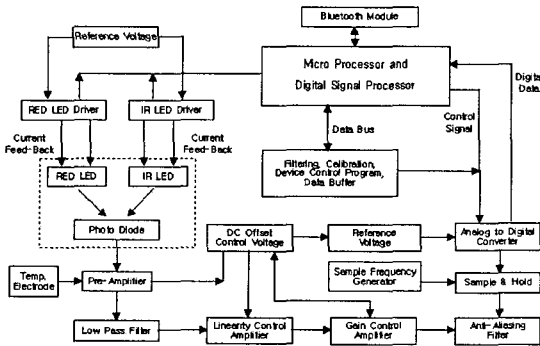 Bluetooth Module
Reference Voltage
Micro Processor and
Digital Signal Processor
Digital
Data
RED LED Driver
IR LED Driver
Current
Feed-Back
Current
Feed-Back
Data Bus
Control
Signal
RED LED
IR LED
Filtering, Calibration,
Device Control Program,
Data Buffer
Photo Diode
DC Offset
Control Voltage
Reference
Voltage
Analog to Digital
Converter
Temp.
Electrode
Pre-Amplifier
Sample Frequency
Generator
Sample & Hold
Low Pass Filter
Linearity Control
Amplifier
Gain Control
Amplifier
Anti-Aliasing
Filter